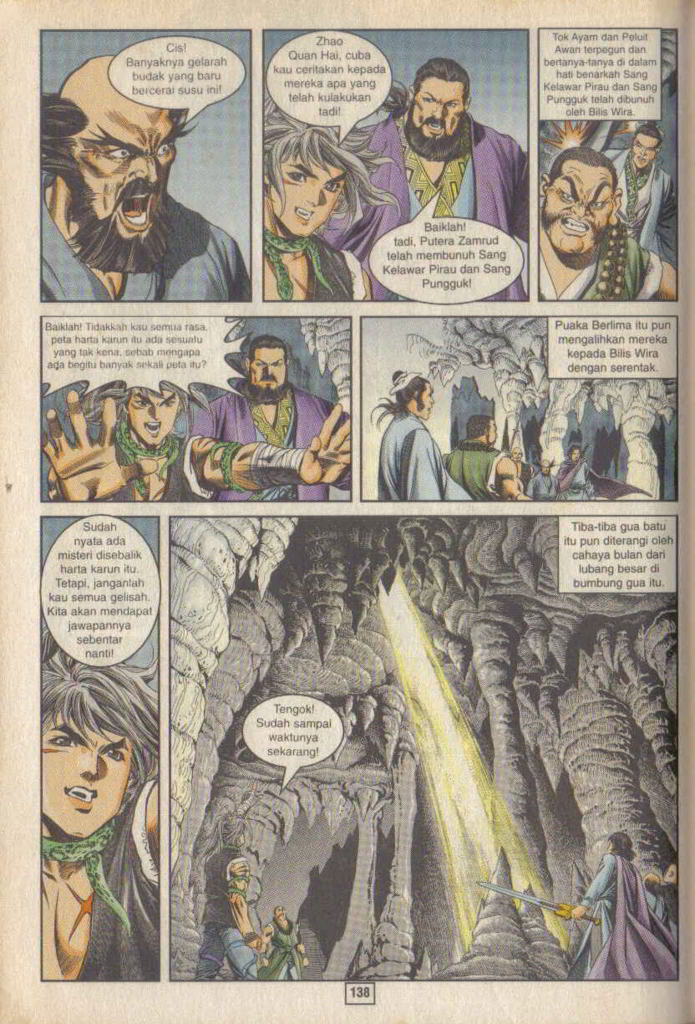 Cis!
Banyaknya gelarah
budak yang baru
bercerai susu ini!
Zhao
Quan Hai, cuba
kau ceritakan kepada
mereka apa yang
telah kulakukan
tadi!
Baiklah!
tadi, Putera Zamrud
telah membunuh Sang
Kelawar Pirau dan Sang
Pungguk!
Tok Ayam dan Peluit
Awan terpegun dan
bertanya-tanya di dalam
hati benarkah Sang
Kelawar Pirau dan Sang
Pungguk telah dibunuh
oleh Bilis Wira.
Baiklah! Tidakkah kau semua rasa,
peta harta karun itu ada sesuatu
yang tak kena, sebab mengapa
ada begitu banyak sekali peta itu?
Puaka Berlima itu pun
mengalihkan mereka
kepada Bilis Wira
dengan serentak.
Sudah
nyata ada
misteri disebalik
harta karun itu.
Tetapi, janganlah
kau semua gelisah.
Kita akan mendapat
jawapannya
sebentar
nanti!
Tiba-tiba gua batu
itu pun diterangi oleh
cahaya bulan dari
lubang besar di
bumbung gua itu.
Tengok!
Sudah sampai
waktunya
sekarang!
138